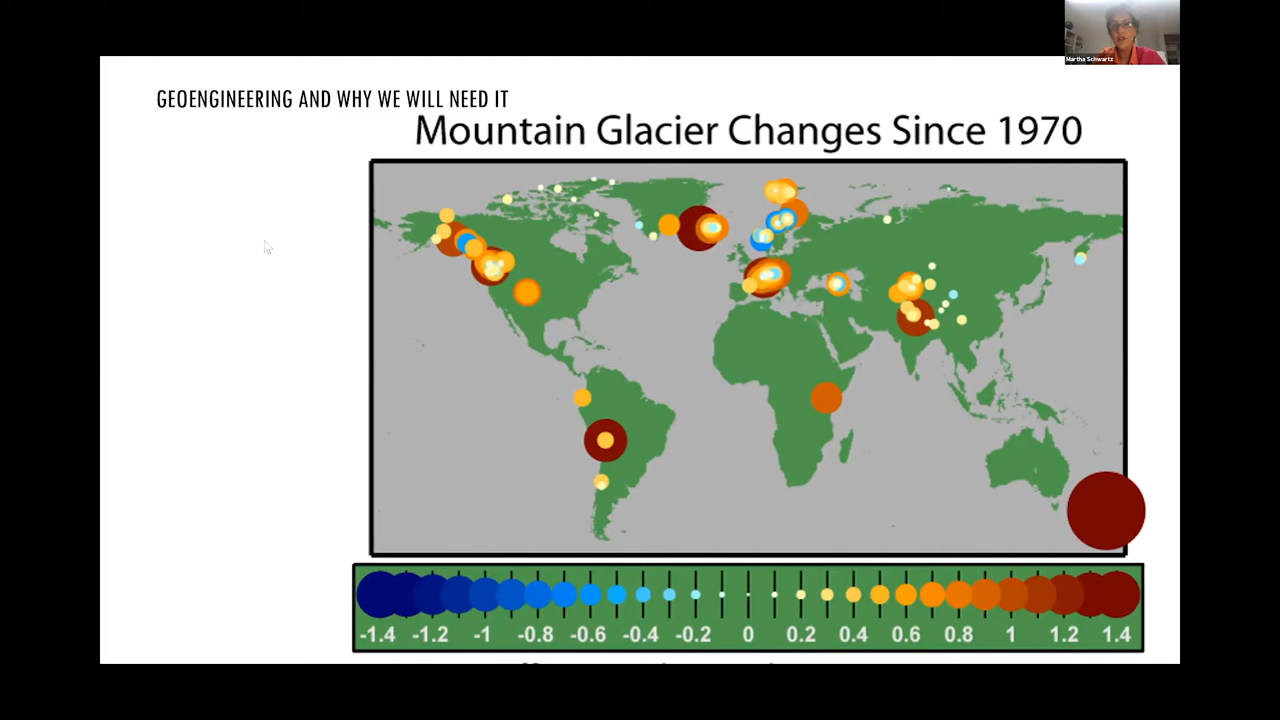 Martha Schwartz
GEOENGINEERING AND WHY WE WILL NEED IT
Mountain Glacier Changes Since 1970
-1.4 -1.2 -1 -0.8 -0.6 -0.4 -0.2 0 0.2 0.4 0.6 0.8 1 1.2 1.4